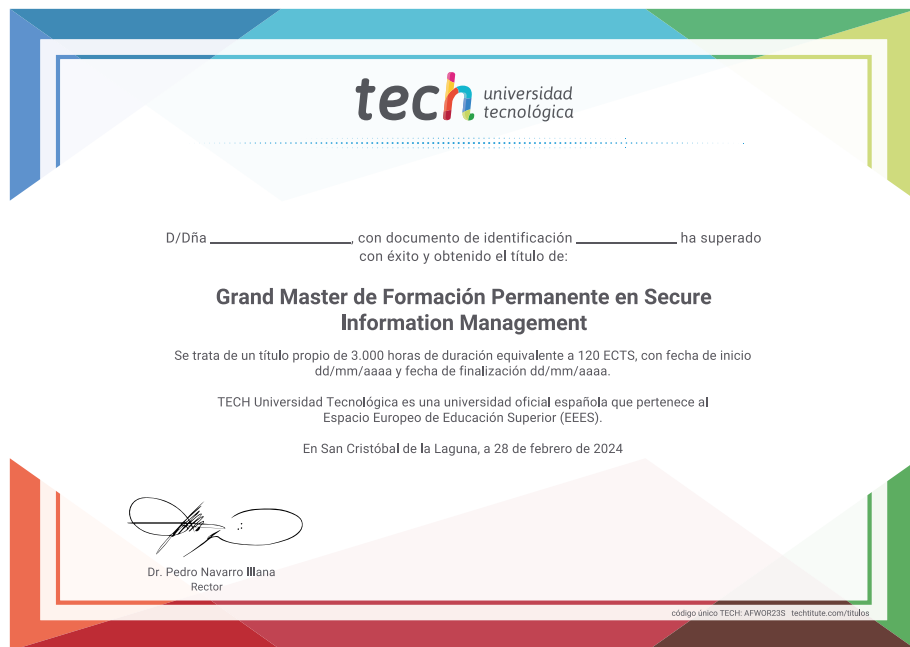 tech universidad
tecnológica
D/Dña ____________________, con documento de identificación ______________ ha superado
con éxito y obtenido el título de:
Grand Master de Formación Permanente en Secure
Information Management
Se trata de un título propio de 3.000 horas de duración equivalente a 120 ECTS, con fecha de inicio
dd/mm/aaaa y fecha de finalización dd/mm/aaaa.
TECH Universidad Tecnológica es una universidad oficial española que pertenece al
Espacio Europeo de Educación Superior (EEES).
En San Cristóbal de la Laguna, a 28 de febrero de 2024
Dr. Pedro Navarro Illana
Rector
código único TECH: AFWOR23S techtitute.com/titulos